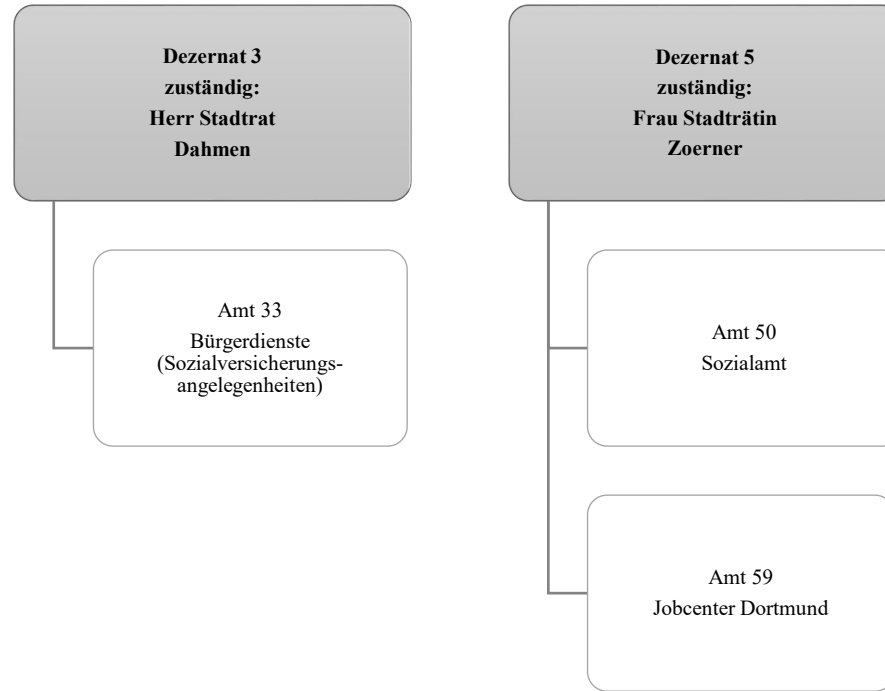 Dezernat 3
zuständig:
Herr Stadtrat
Dahmen
Amt 33
Bürgerdienste
(Sozialversicherungs-
angelegenheiten)
Dezernat 5
zuständig:
Frau Stadträtin
Zoerner
Amt 50
Sozialamt
Amt 59
Jobcenter Dortmund